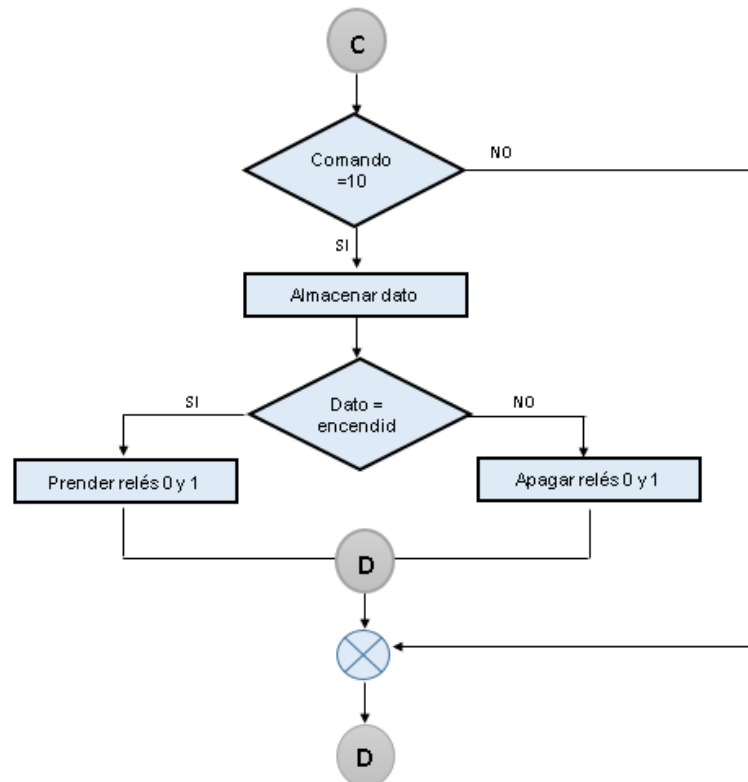 C
Comando
=10
NO
SI
Almacenar dato
SI
Dato =
encendid
NO
Prender relés 0 y 1
Apagar relés 0 y 1
D
D